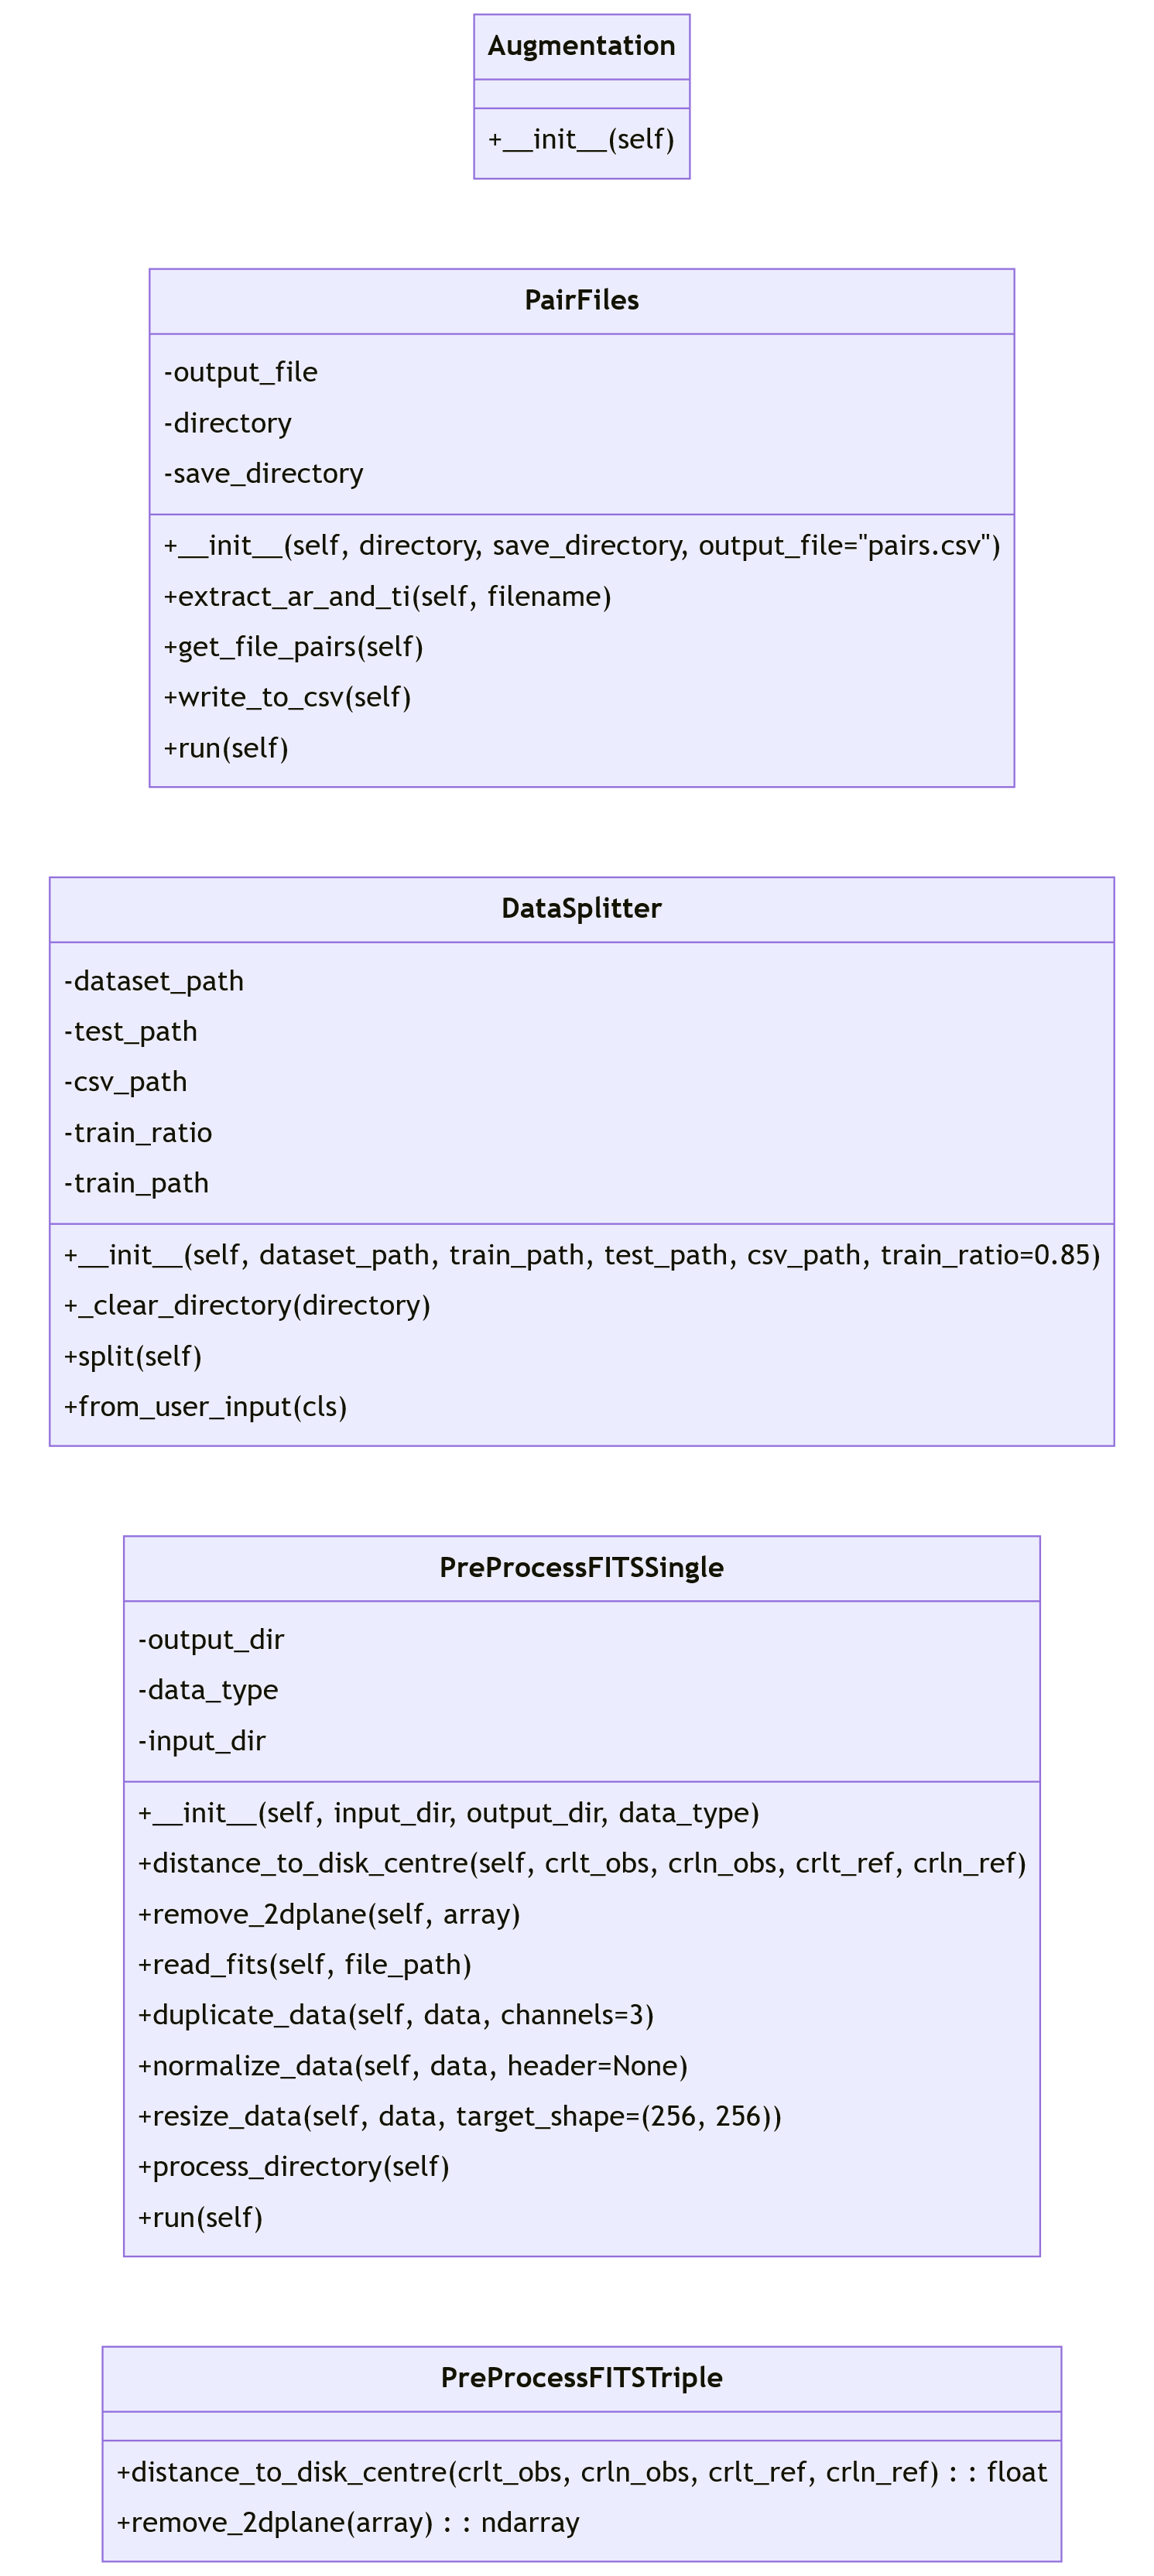 Augmentation
+__init__(self)
PairFiles
-output_file
-directory
-save_directory
+__init__(self, directory, save_directory, output_file="pairs.csv")
+extract_ar_and_ti(self, filename)
+get_file_pairs(self)
+write_to_csv(self)
+run(self)
DataSplitter
-dataset_path
-test_path
-csv_path
-train_ratio
-train_path
+__init__(self, dataset_path, train_path, test_path, csv_path, train_ratio=0.85)
+_clear_directory(directory)
+split(self)
+from_user_input(cls)
PreProcessFITSSingle
-output_dir
-data_type
-input_dir
+__init__(self, input_dir, output_dir, data_type)
+distance_to_disk_centre(self, crlt_obs, crln_obs, crlt_ref, crln_ref)
+remove_2dplane(self, array)
+read_fits(self, file_path)
+duplicate_data(self, data, channels=3)
+normalize_data(self, data, header=None)
+resize_data(self, data, target_shape=(256, 256))
+process_directory(self)
+run(self)
PreProcessFITSTriple
+distance_to_disk_centre(crlt_obs, crln_obs, crlt_ref, crln_ref) : : float
+remove_2dplane(array) : : ndarray